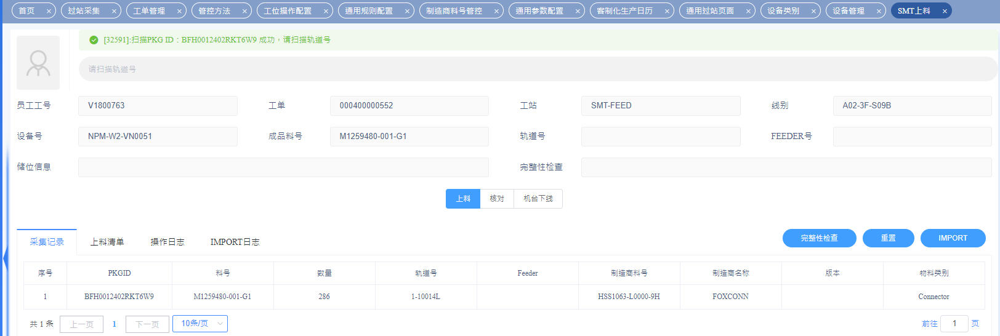 首页 × 过站采集 × 工单管理 × 管控方法 × 工位操作配置 × 通用规则配置 × 制造商料号管控 × 通用参数配置 × 客制化生产日历 × 通用过站页面 × 设备类别 × 设备管理 × SMT上料 ×
[32591]:扫描PKG ID：BFH0012402RKT6W9 成功，请扫描轨道号
请扫描轨道号
员工工号 V1800763 工单 000400000552 工站 SMT-FEED 线别 A02-3F-S09B
设备号 NPM-W2-VN0051 成品料号 M1259480-001-G1 轨道号 FEEDER号
储位信息 完整性检查
上料 核对 机台下线
采集记录 上料清单 操作日志 IMPORT日志 完整性检查 重置 IMPORT
序号 PKGID 料号 数量 轨道号 Feeder 制造商料号 制造商名称 版本 物料类别
1 BFH0012402RKT6W9 M1259480-001-G1 286 1-10014L HSS1063-L0000-9H FOXCONN Connector
共 1 条 上一页 1 下一页 10条/页 前往 1 页